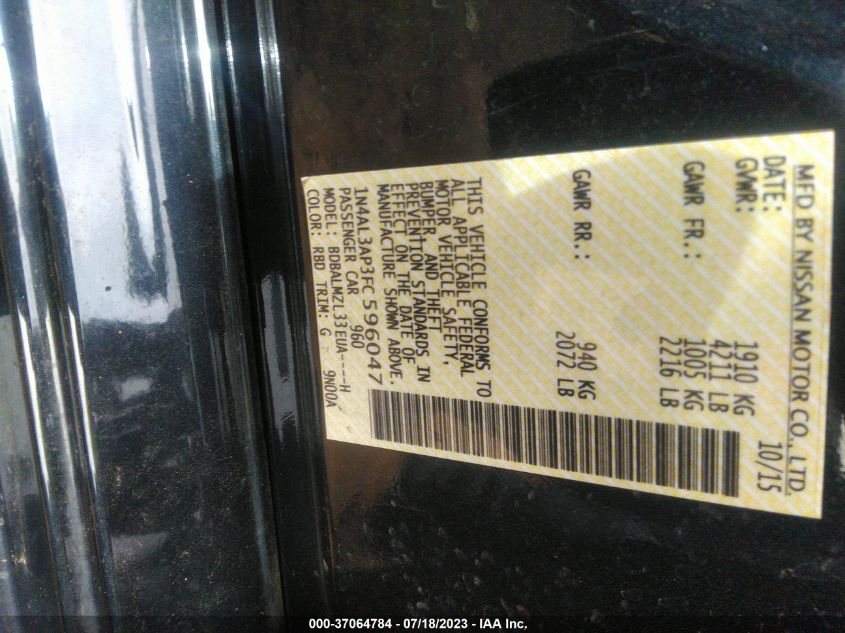 MFD BY NISSAN MOTOR CO., LTD.
DATE: 10/15
GVWR: 1910 KG
4211 LB
GAWR FR.: 1005 KG
2216 LB
GAWR RR.: 940 KG
2072 LB
THIS VEHICLE CONFORMS TO
ALL APPLICABLE FEDERAL
MOTOR VEHICLE SAFETY,
BUMPER, AND THEFT
PREVENTION STANDARDS IN
EFFECT ON THE DATE OF
MANUFACTURE SHOWN ABOVE.
1N4AL3AP3FC596047
PASSENGER CAR 960
MODEL: BDBALMZL33EUA----H
COLOR: RBD TRIM: G 9N00A
000-37064784 - 07/18/2023 - IAA Inc.